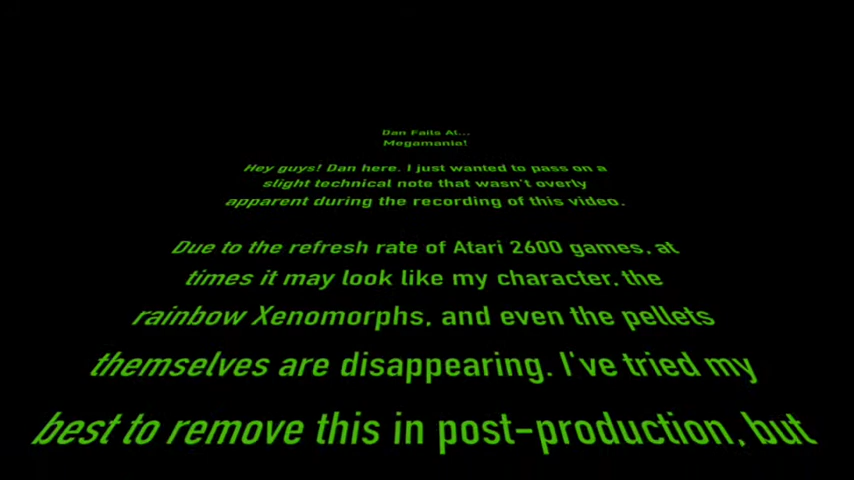 Dan Fails At...
Megamania!
Hey guys! Dan here. I just wanted to pass on a
slight technical note that wasn't overly
apparent during the recording of this video.
Due to the refresh rate of Atari 2600 games, at
times it may look like my character, the
rainbow Xenomorphs, and even the pellets
themselves are disappearing. I've tried my
best to remove this in post-production, but